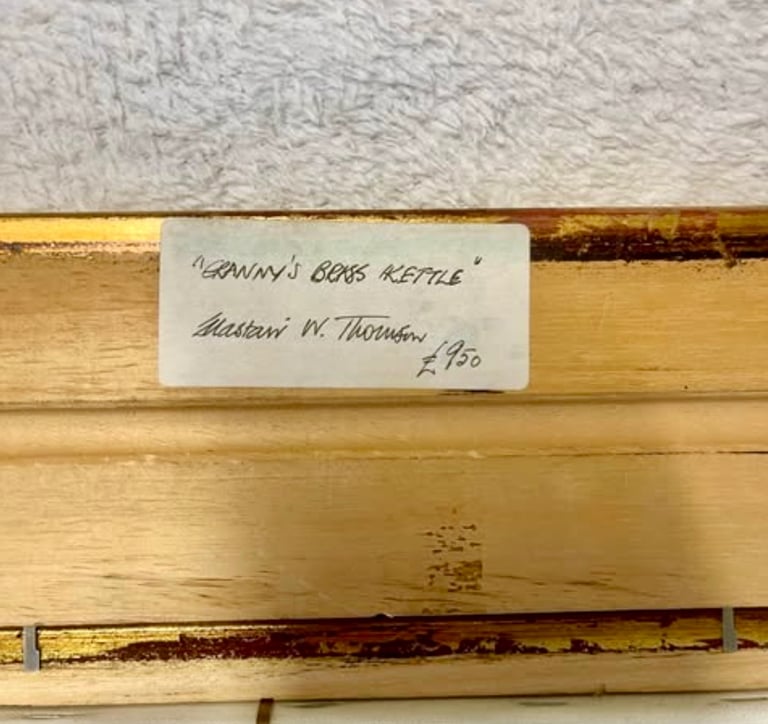 "GRANNY'S BRASS KETTLE"
Alastair W. Thomson
£950